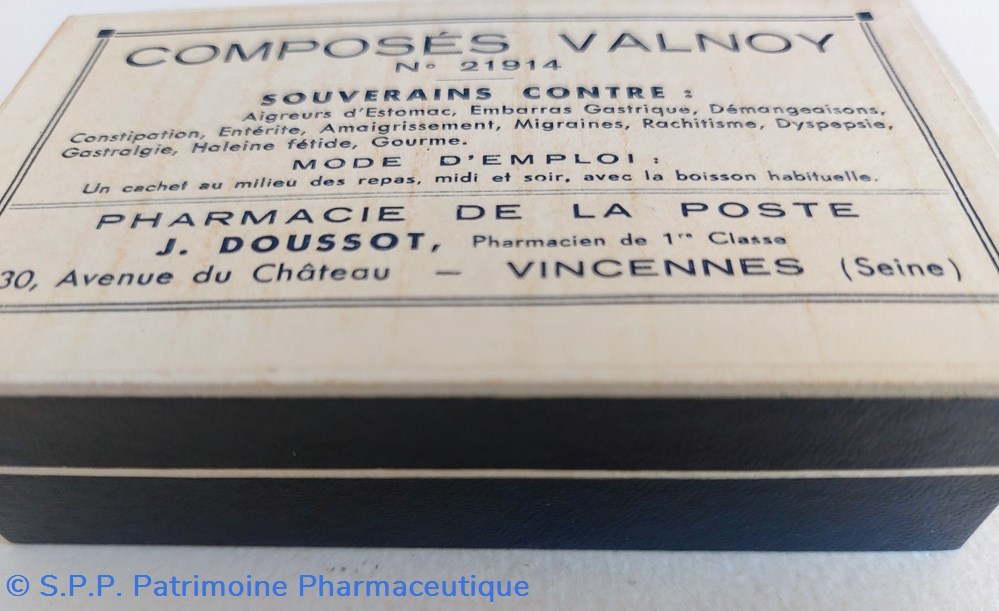 COMPOSÉS VALNOY
N° 21914
SOUVERAINS CONTRE :
Aigreurs d'Estomac, Embarras Gastrique, Démangeaisons,
Constipation, Entérite, Amaigrissement, Migraines, Rachitisme, Dyspepsie,
Gastralgie, Haleine fétide, Gourme.
MODE D'EMPLOI :
Un cachet au milieu des repas, midi et soir, avec la boisson habituelle.
PHARMACIE DE LA POSTE
J. DOUSSOT, Pharmacien de 1re Classe
30, Avenue du Château — VINCENNES (Seine)
© S.P.P. Patrimoine Pharmaceutique